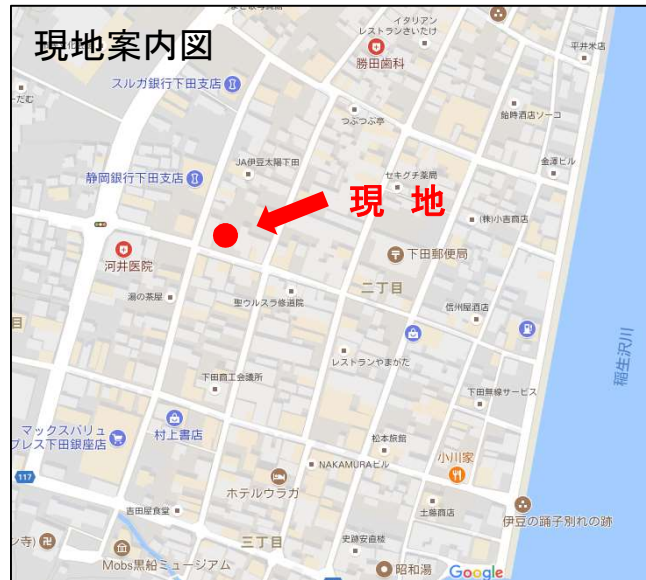 現地案内図
イタリアン
レストランさいたけ
平井米店
勝田歯科
スルガ銀行下田支店
だむ
飴時酒店ソーコ
つぶつぶ亭
JA伊豆太陽下田
セキグチ薬局
金澤ビル
静岡銀行下田支店
現 地
(株)小吉商店
下田郵便局
河井医院
二丁目
湯の茶屋
聖ウルスラ修道院
信州屋酒店
目
稲生沢川
レストランやまがた
下田商工会議所
下田無線サービス
マックスバリュ
プレス下田銀座店
村上書店
松本旅館
小川家
NAKAMURAビル
117
ホテルウラガ
吉田屋食堂
土藤商店
伊豆の踊子別れの跡
ン寺)
三丁目
史跡安直楼
Mobs黒船ミュージアム
昭和湯
Google